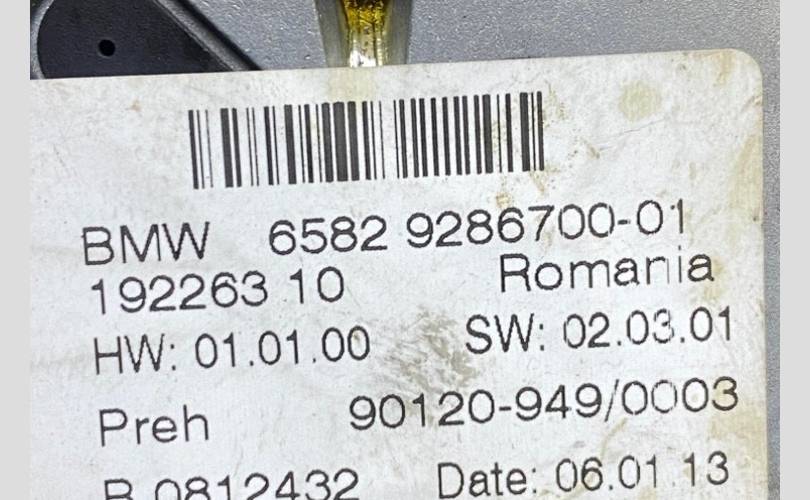 BMW 6582 9286700-01
192263 10 Romania
HW: 01.01.00 SW: 02.03.01
Preh 90120-949/0003
B 0812432 Date: 06.01.13